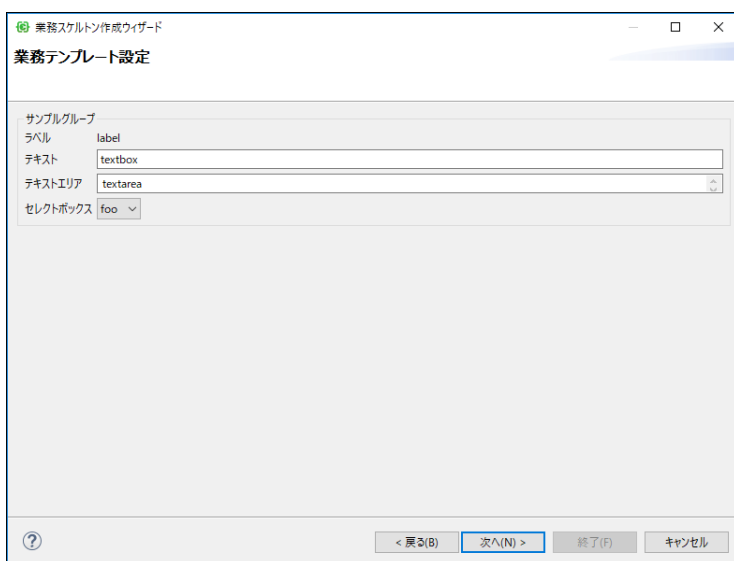 業務スケルトン作成ウィザード
業務テンプレート設定
サンプルグループ
ラベル label
テキスト textbox
テキストエリア textarea
セレクトボックス foo
< 戻る(B) 次へ(N) > 終了(F) キャンセル